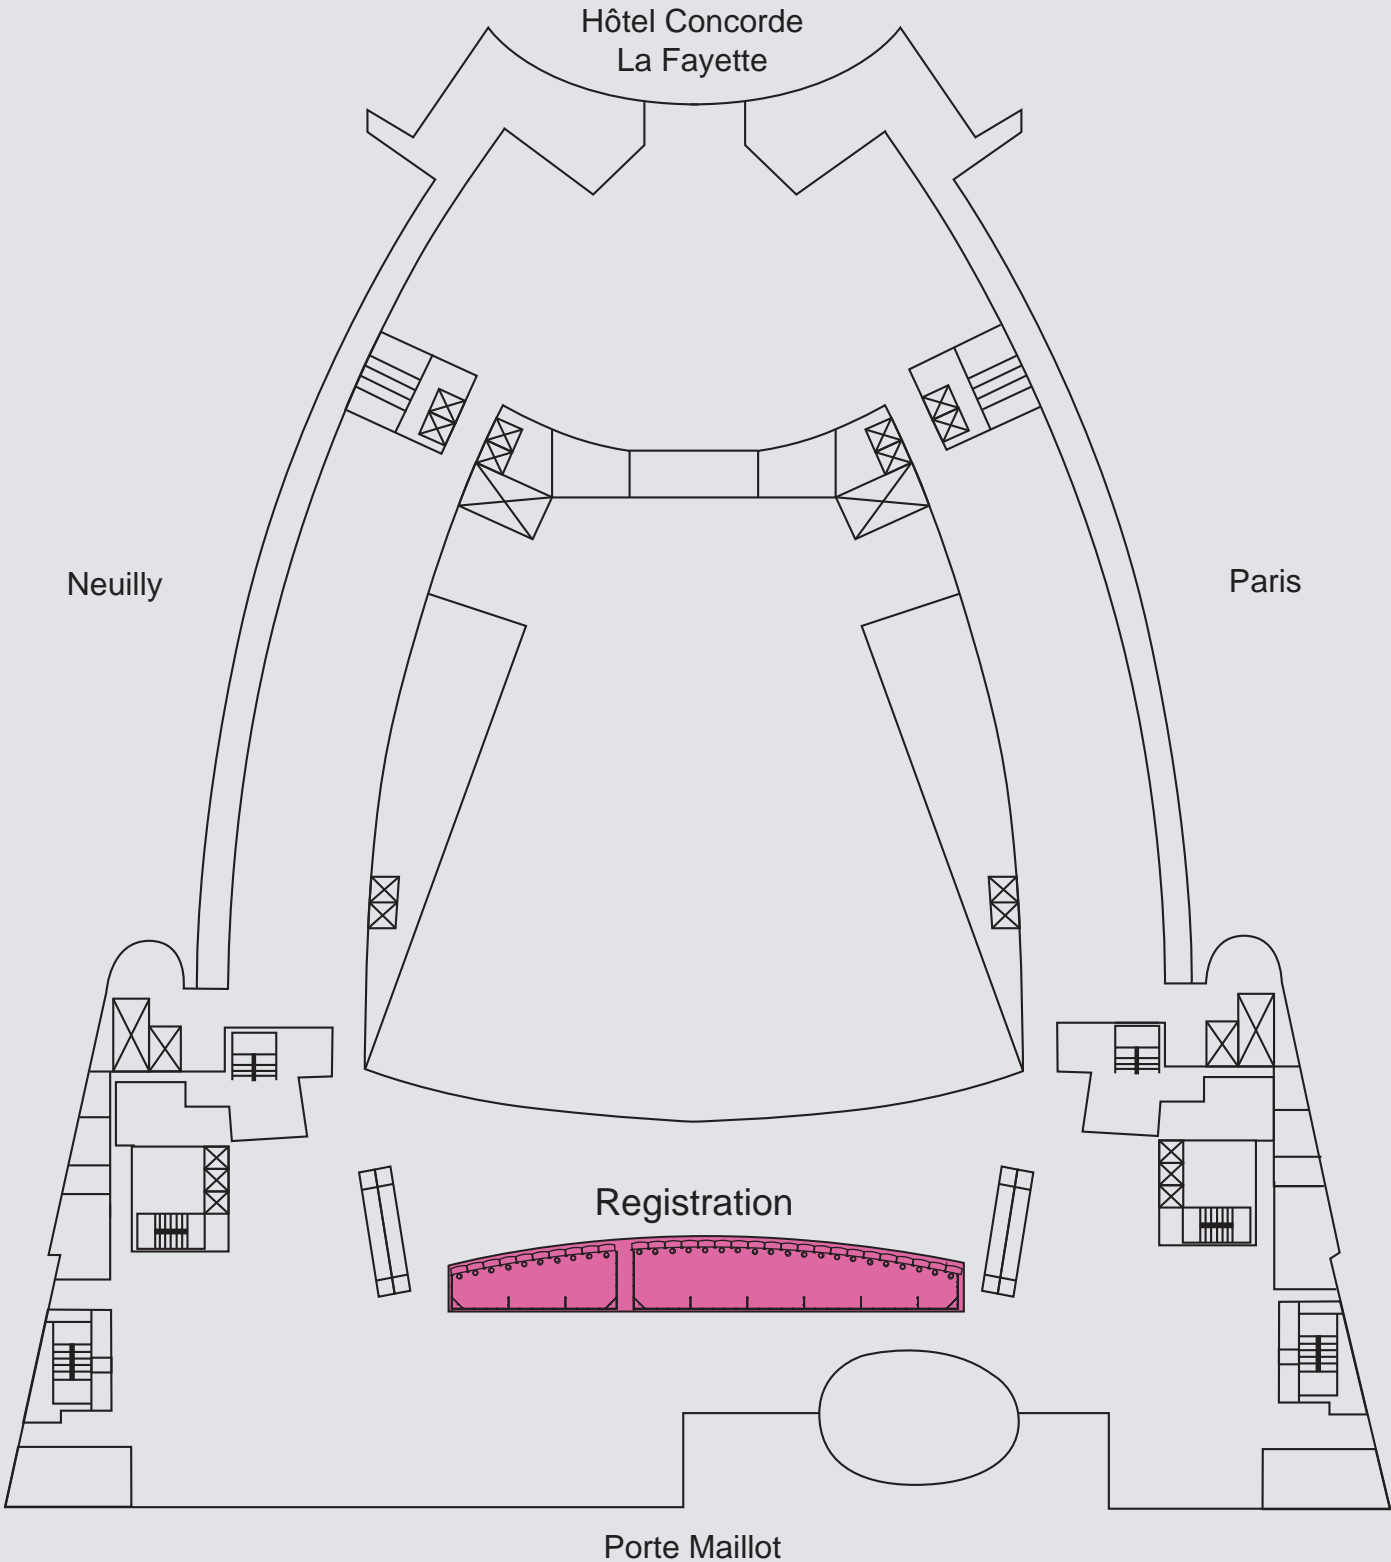 Hôtel Concorde
La Fayette
Neuilly
Paris
Registration
Porte Maillot